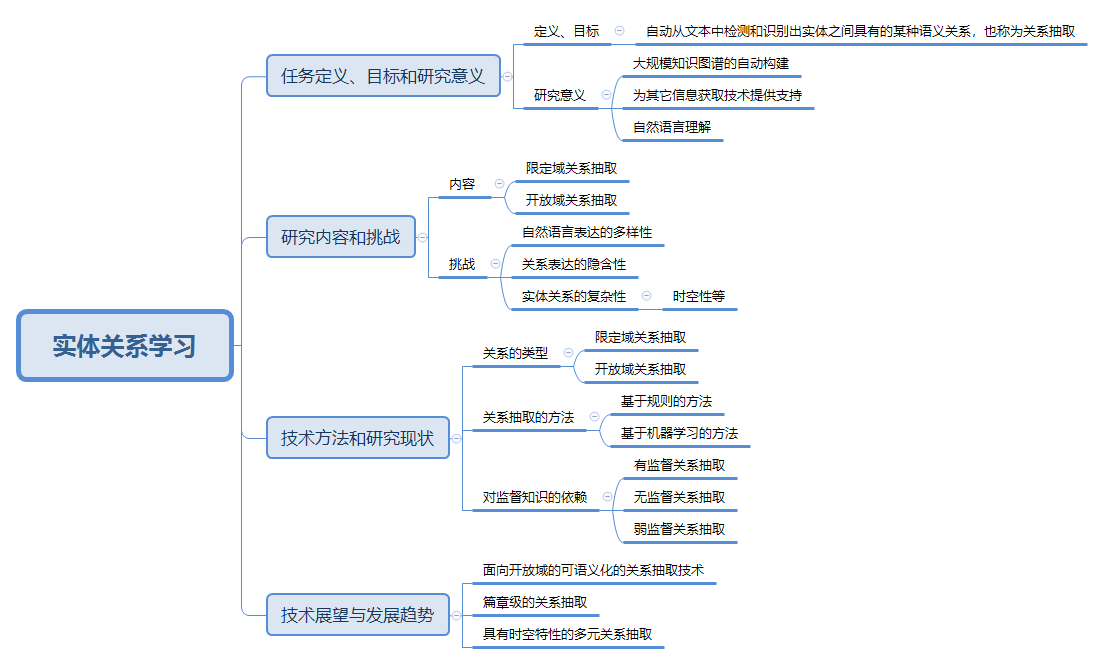 实体关系学习
任务定义、目标和研究意义
定义、目标
自动从文本中检测和识别出实体之间具有的某种语义关系，也称为关系抽取
研究意义
大规模知识图谱的自动构建
为其它信息获取技术提供支持
自然语言理解
研究内容和挑战
内容
限定域关系抽取
开放域关系抽取
挑战
自然语言表达的多样性
关系表达的隐含性
实体关系的复杂性
时空性等
技术方法和研究现状
关系的类型
限定域关系抽取
开放域关系抽取
关系抽取的方法
基于规则的方法
基于机器学习的方法
对监督知识的依赖
有监督关系抽取
无监督关系抽取
弱监督关系抽取
技术展望与发展趋势
面向开放域的可语义化的关系抽取技术
篇章级的关系抽取
具有时空特性的多元关系抽取